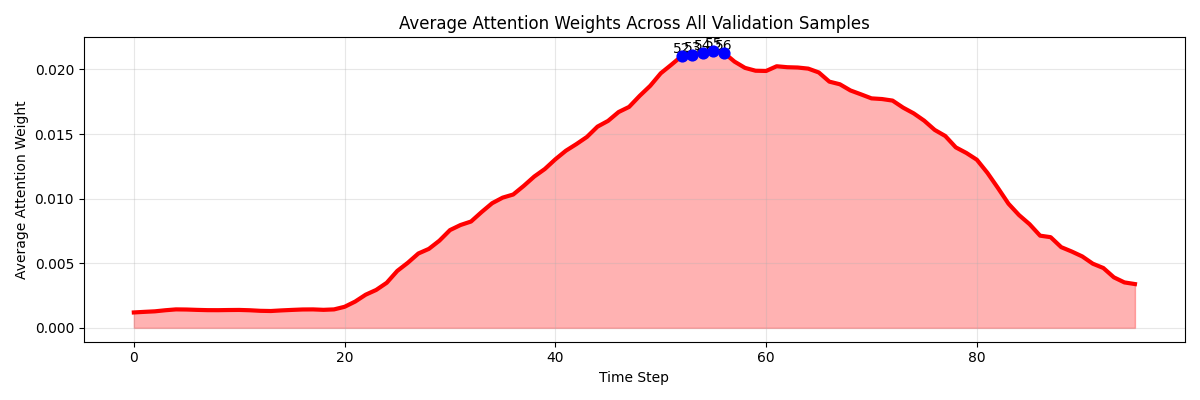 Average Attention Weights Across All Validation Samples
52 53 54 55 56
0.020
0.015
0.010
0.005
0.000
Average Attention Weight
0 20 40 60 80
Time Step